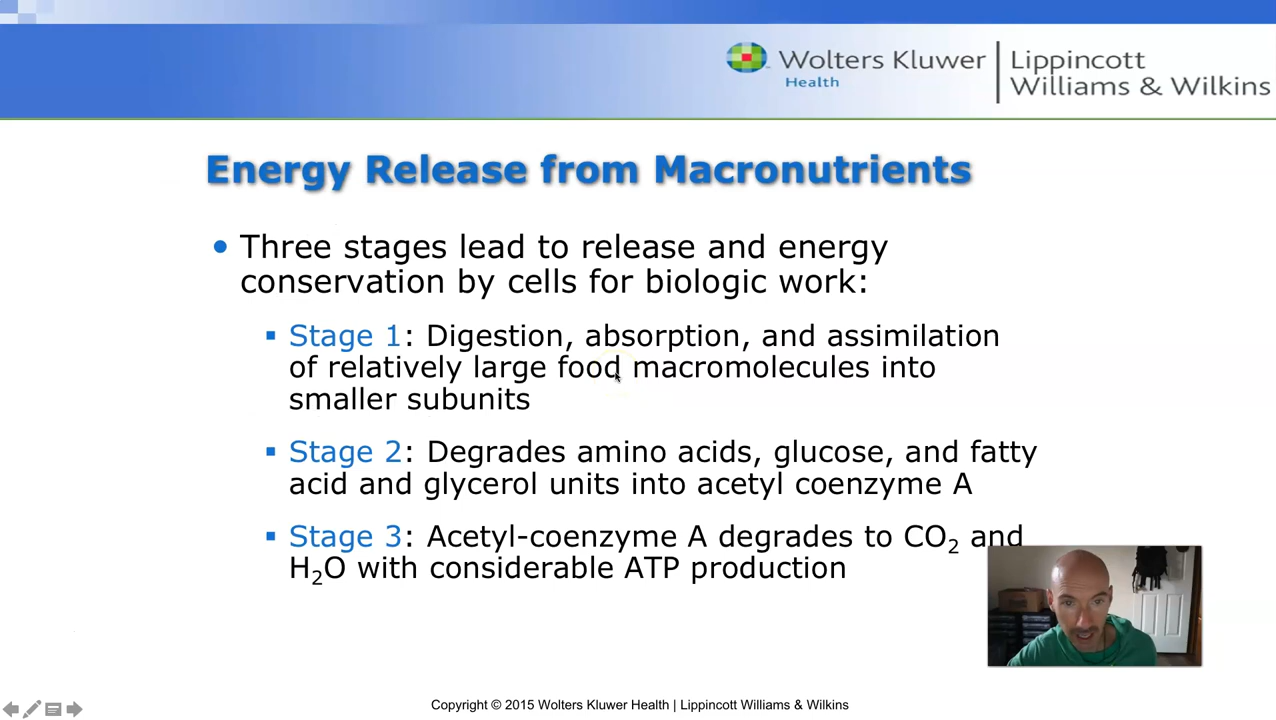 Wolters Kluwer
Health
Lippincott
Williams & Wilkins
Energy Release from Macronutrients
• Three stages lead to release and energy
conservation by cells for biologic work:
▪ Stage 1: Digestion, absorption, and assimilation
of relatively large food macromolecules into
smaller subunits
▪ Stage 2: Degrades amino acids, glucose, and fatty
acid and glycerol units into acetyl coenzyme A
▪ Stage 3: Acetyl-coenzyme A degrades to CO₂ and
H₂O with considerable ATP production
Copyright © 2015 Wolters Kluwer Health | Lippincott Williams & Wilkins